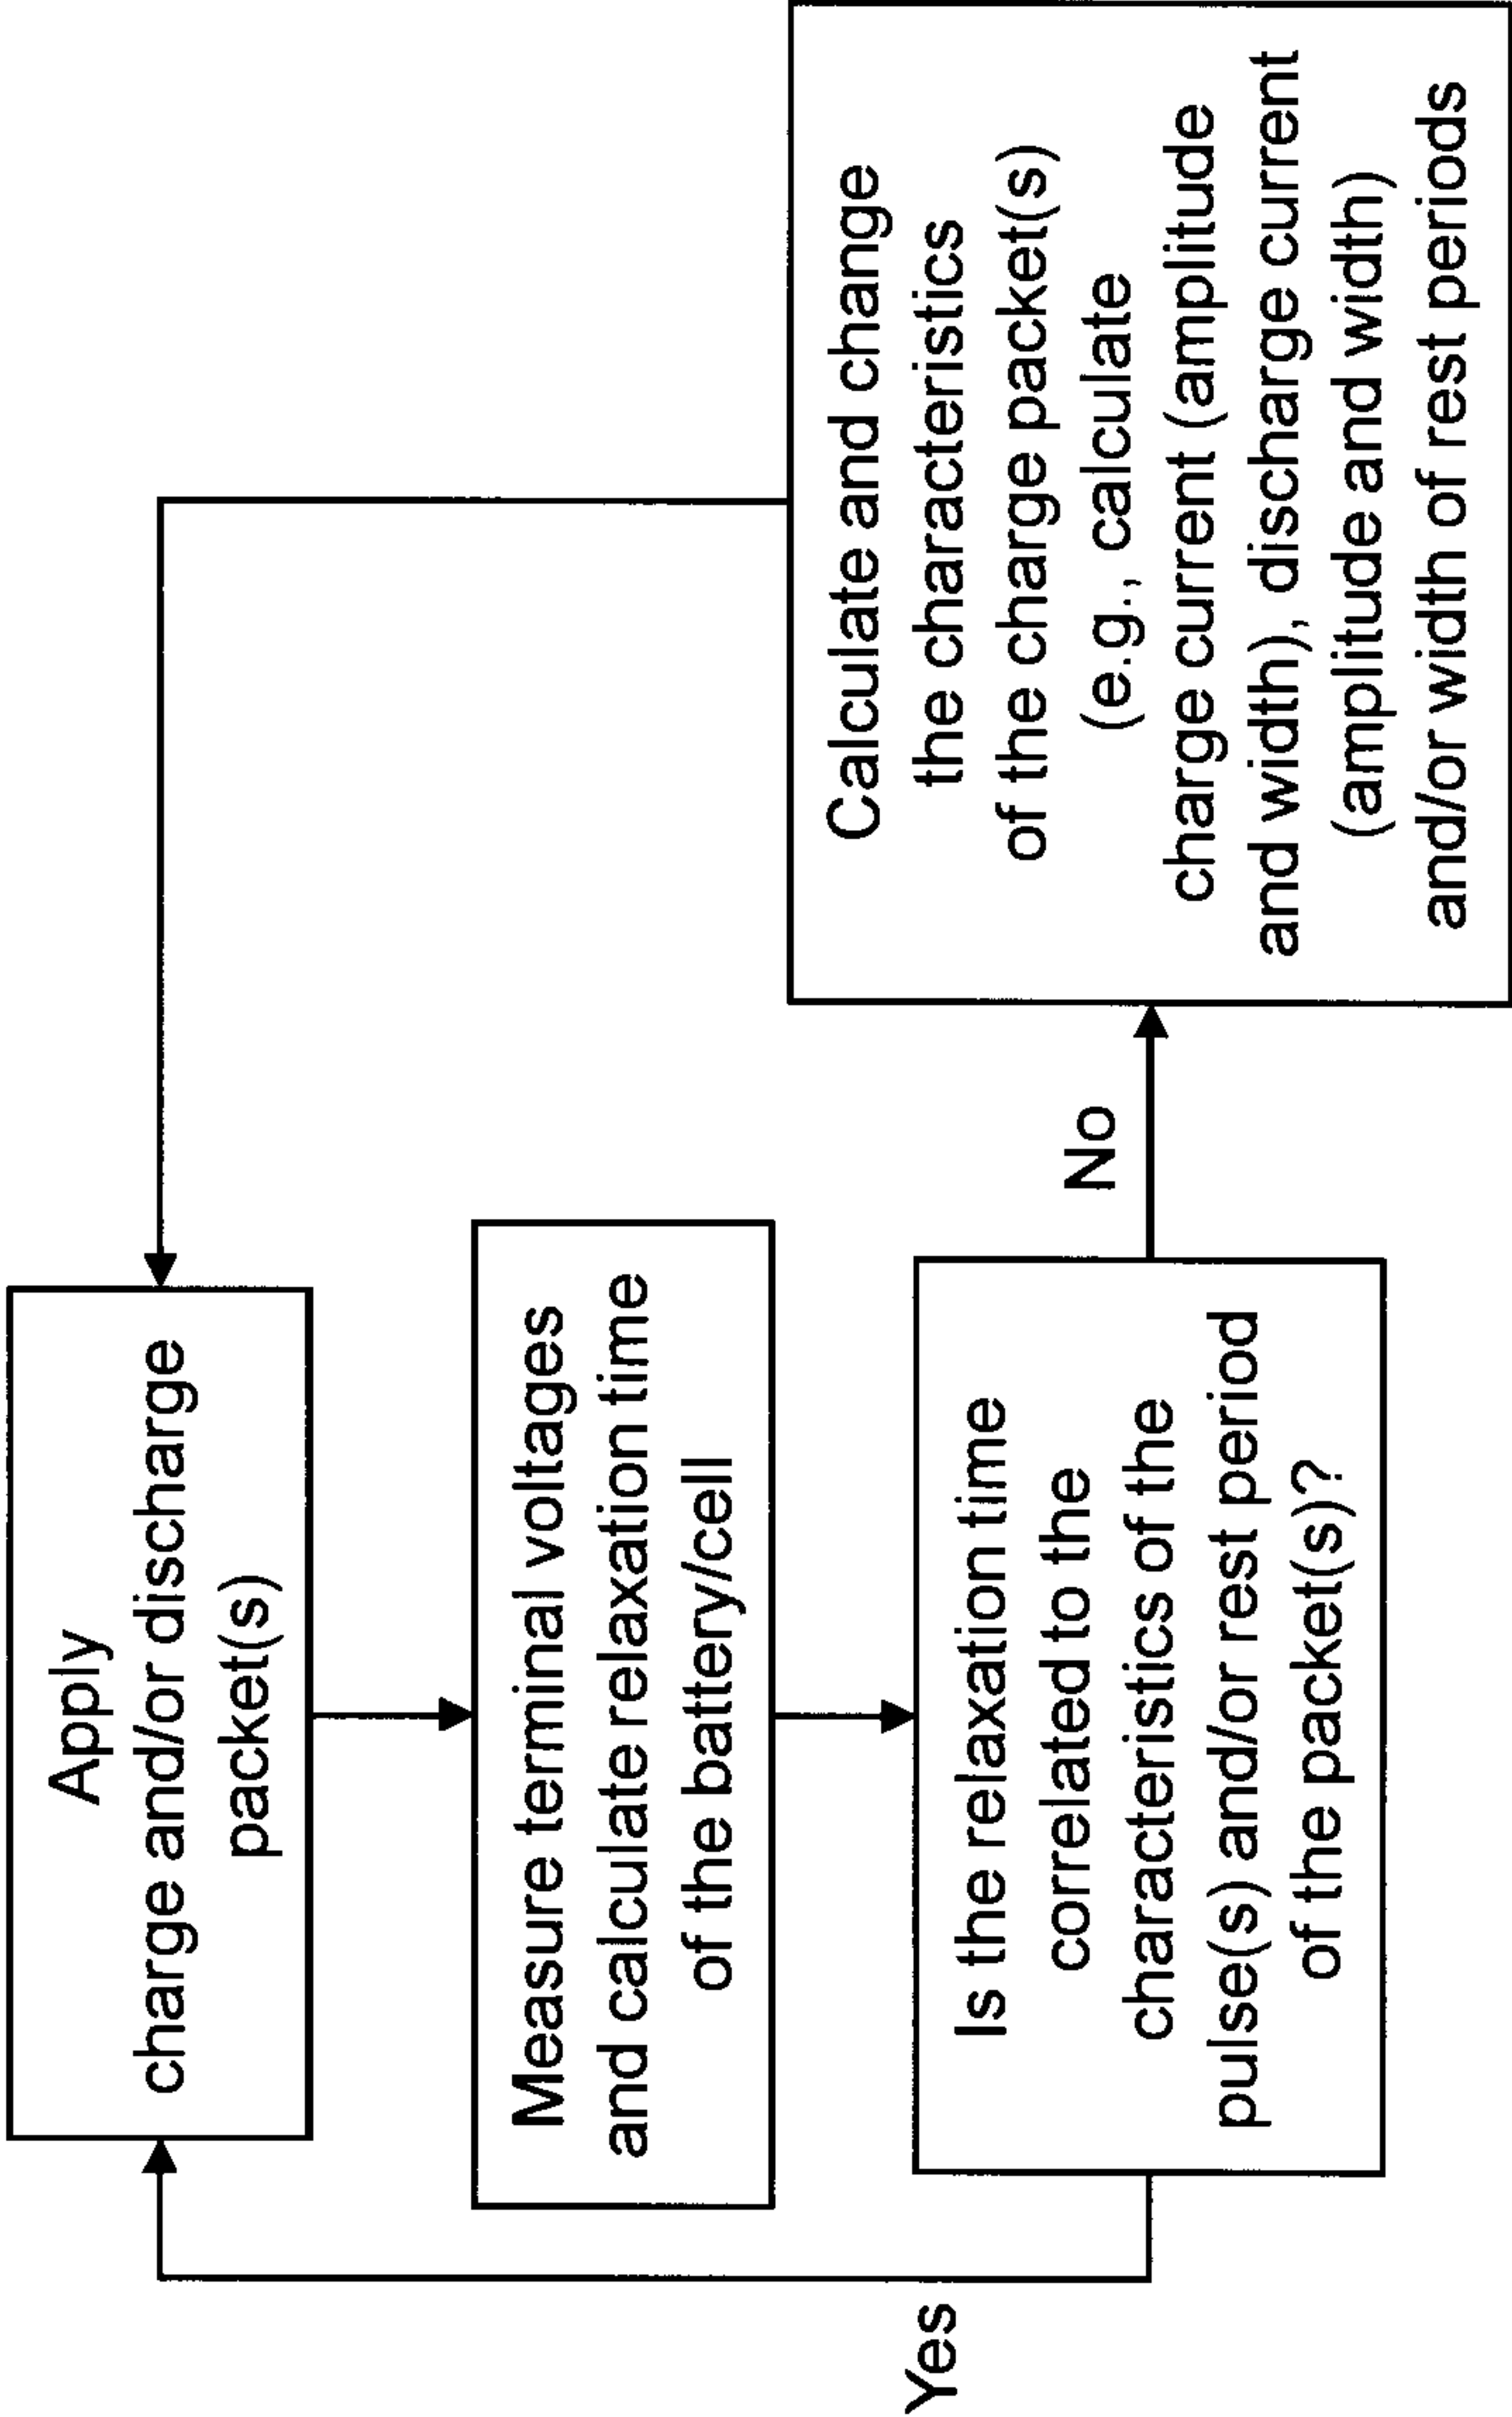 Apply
charge and/or discharge
packet(s)
Measure terminal voltages
and calculate relaxation time
of the battery/cell
Is the relaxation time
correlated to the
characteristics of the
pulse(s) and/or rest period
of the packet(s)?
Yes
No
Calculate and change
the characteristics
of the charge packet(s)
(e.g., calculate
charge current (amplitude
and width), discharge current
(amplitude and width)
and/or width of rest periods